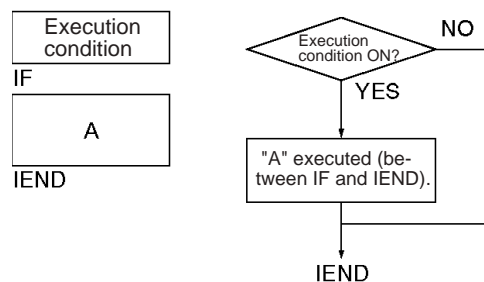 Execution
condition
IF
A
IEND
Execution
condition ON?
NO
YES
"A" executed (be-
tween IF and IEND).
IEND